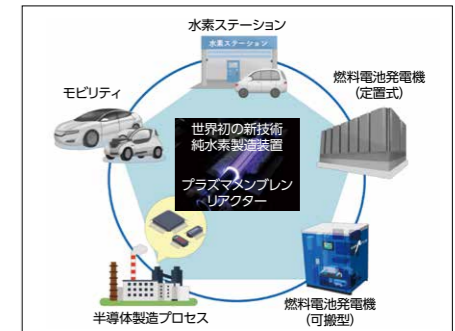 水素ステーション
水素ステーション
燃料電池発電機
(定置式)
モビリティ
世界初の新技術
純水素製造装置
プラズマメンブレン
リアクター
半導体製造プロセス
燃料電池発電機
(可搬型)